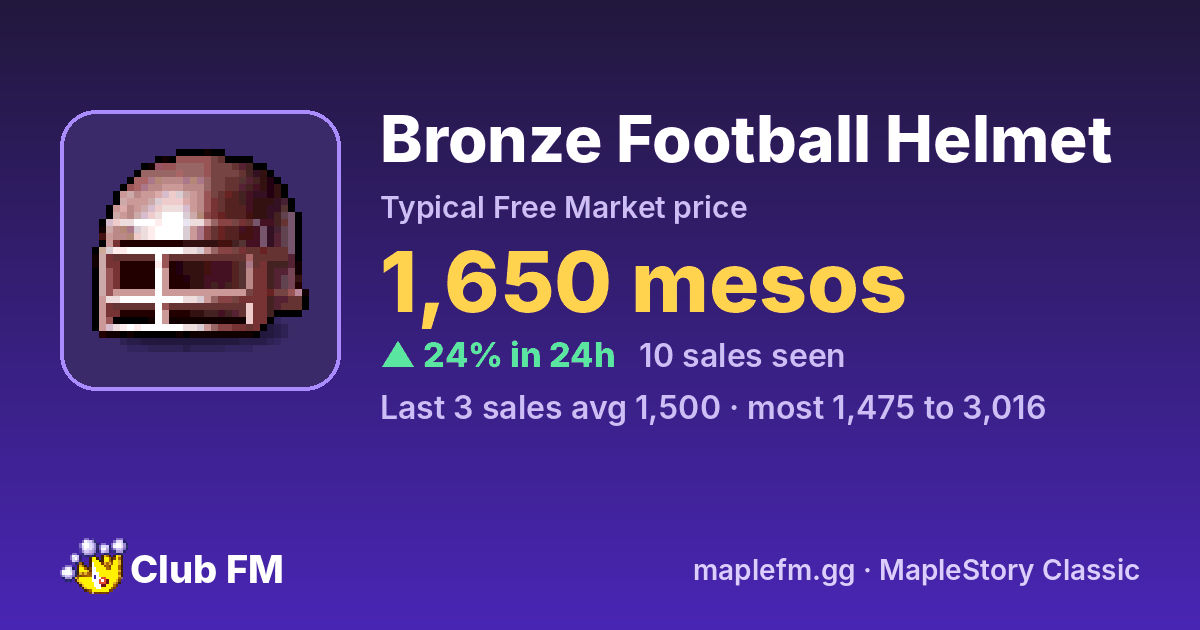 Bronze Football Helmet
Typical Free Market price
1,650 mesos
▲ 24% in 24h 10 sales seen
Last 3 sales avg 1,500 · most 1,475 to 3,016
Club FM
maplefm.gg · MapleStory Classic